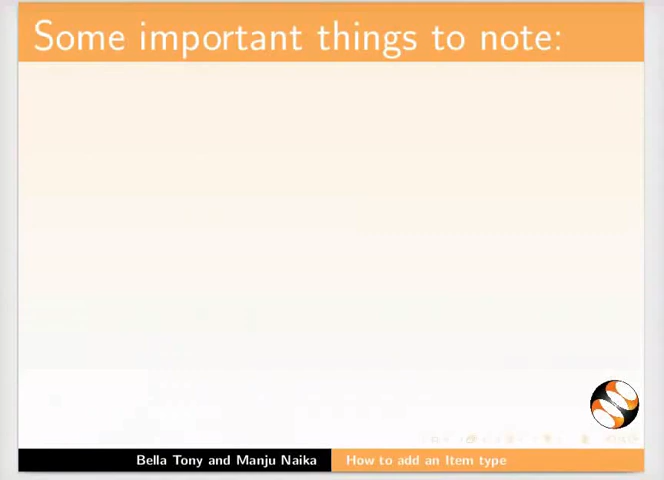 Some important things to note:
Bella Tony and Manju Naika
How to add an Item type